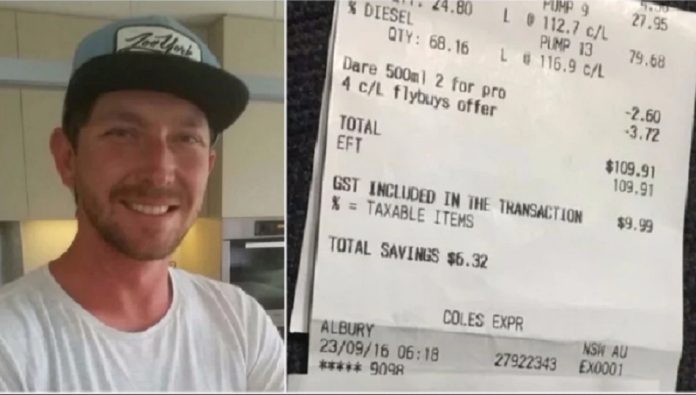 Zoo York
QTY: 24.80 L @ 112.7 c/L 27.95
PUMP 9
% DIESEL PUMP 13
QTY: 68.16 L @ 116.9 c/L 79.68
Dare 500ml 2 for pro -2.60
4 c/L flybuys offer -3.72
TOTAL $109.91
EFT 109.91
GST INCLUDED IN THE TRANSACTION $9.99
% = TAXABLE ITEMS
TOTAL SAVINGS $6.32
COLES EXPR
ALBURY NSW AU
23/09/16 06:18 27922343 EX0001
***** 9098